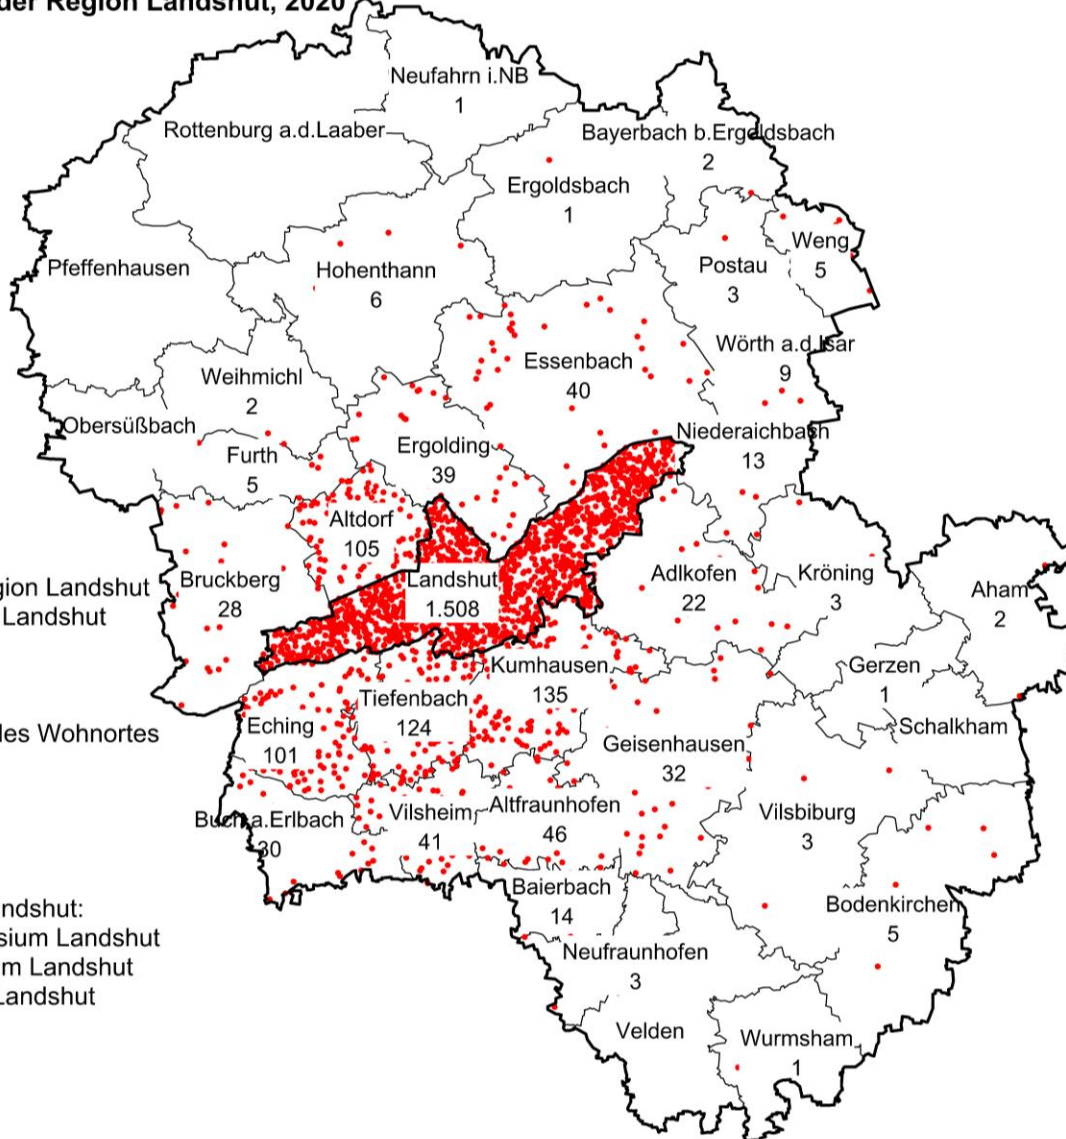 der Region Landshut, 2020
Neufahrn i.NB
1
Rottenburg a.d.Laaber
Bayerbach b.Ergoldsbach
2
Ergoldsbach
1
Weng
5
Pfeffenhausen
Hohenthann
6
Postau
3
Wörth a.d.Isar
9
Essenbach
40
Weihmichl
2
Obersüßbach
Niederaichbach
13
Ergolding
39
Furth
5
Altdorf
105
Bruckberg
28
Landshut
1.508
Adlkofen
22
Kröning
3
Aham
2
gion Landshut
Landshut
Kumhausen
135
Gerzen
1
Tiefenbach
124
Eching
101
Schalkham
des Wohnortes
Geisenhausen
32
Buch a.Erlbach
30
Vilsheim
41
Altfraunhofen
46
Vilsbiburg
3
Baierbach
14
Bodenkirchen
5
ndshut:
sium Landshut
m Landshut
Landshut
Neufraunhofen
3
Velden
Wurmsham
1